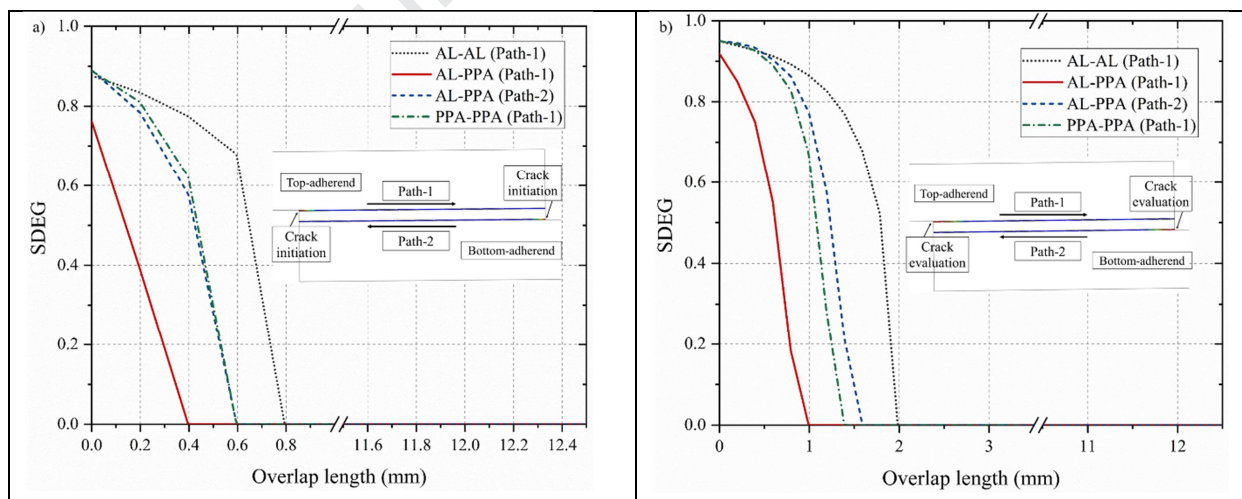 a)
AL-AL (Path-1)
AL-PPA (Path-1)
AL-PPA (Path-2)
PPA-PPA (Path-1)
Top-adherend
Path-1
Crack
initiation
Crack
initiation
Path-2
Bottom-adherend
SDEG
1.0
0.8
0.6
0.4
0.2
0.0
0.0 0.2 0.4 0.6 0.8 11.6 11.8 12.0 12.2 12.4
Overlap length (mm)
b)
AL-AL (Path-1)
AL-PPA (Path-1)
AL-PPA (Path-2)
PPA-PPA (Path-1)
Top-adherend
Path-1
Crack
evaluation
Crack
evaluation
Path-2
Bottom-adherend
SDEG
1.0
0.8
0.6
0.4
0.2
0.0
0 1 2 3 11 12
Overlap length (mm)